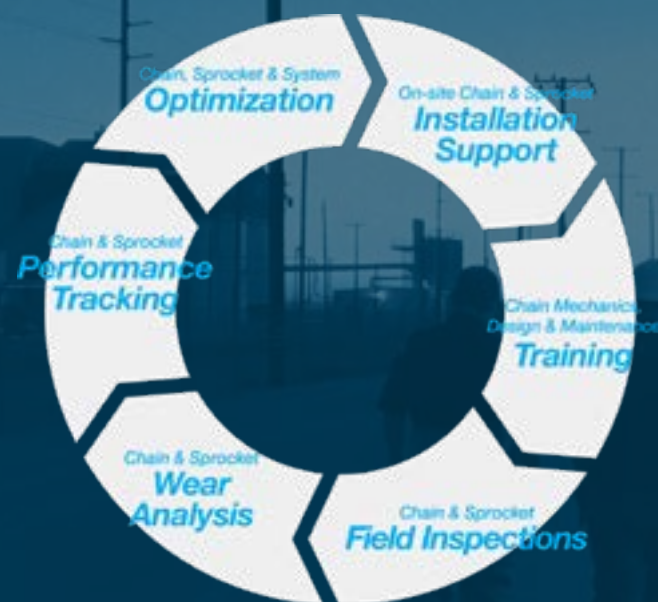 Chain, Sprocket & System
Optimization
On-site Chain & Sprocket
Installation
Support
Chain Mechanics,
Design & Maintenance
Training
Chain & Sprocket
Field Inspections
Chain & Sprocket
Wear
Analysis
Chain & Sprocket
Performance
Tracking